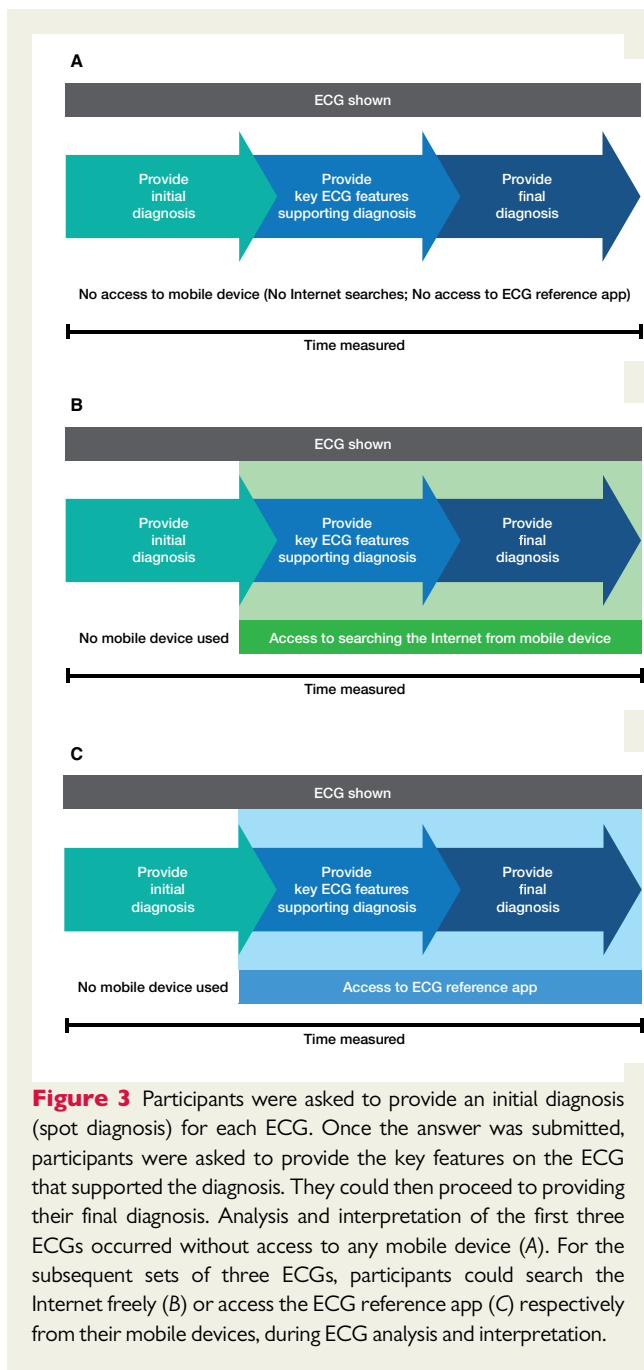 A
ECG shown
Provide
initial
diagnosis
Provide
key ECG features
supporting diagnosis
Provide
final
diagnosis
No access to mobile device (No Internet searches; No access to ECG reference app)
Time measured
B
ECG shown
Provide
initial
diagnosis
Provide
key ECG features
supporting diagnosis
Provide
final
diagnosis
No mobile device used
Access to searching the Internet from mobile device
Time measured
C
ECG shown
Provide
initial
diagnosis
Provide
key ECG features
supporting diagnosis
Provide
final
diagnosis
No mobile device used
Access to ECG reference app
Time measured
Figure 3 Participants were asked to provide an initial diagnosis
(spot diagnosis) for each ECG. Once the answer was submitted,
participants were asked to provide the key features on the ECG
that supported the diagnosis. They could then proceed to providing
their final diagnosis. Analysis and interpretation of the first three
ECGs occurred without access to any mobile device (A). For the
subsequent sets of three ECGs, participants could search the
Internet freely (B) or access the ECG reference app (C) respectively
from their mobile devices, during ECG analysis and interpretation.